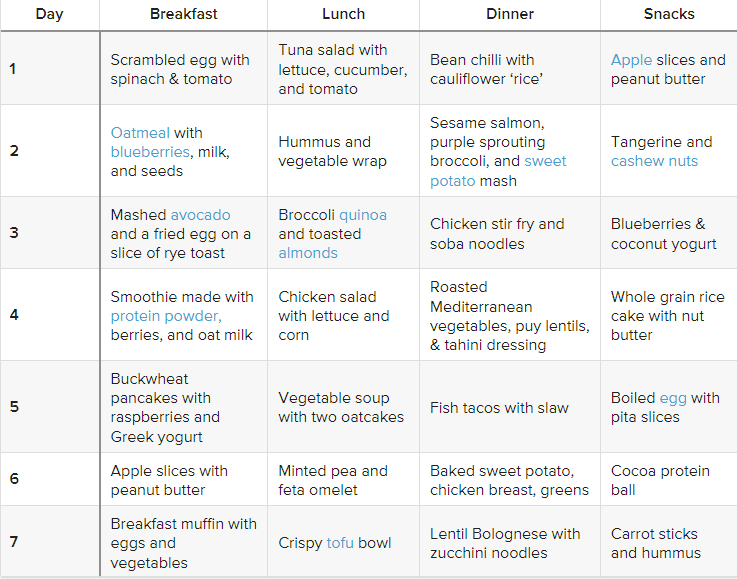 Day Breakfast Lunch Dinner Snacks
1
Scrambled egg with
spinach & tomato
Tuna salad with
lettuce, cucumber,
and tomato
Bean chilli with
cauliflower ‘rice’
Apple slices and
peanut butter
2
Oatmeal with
blueberries, milk,
and seeds
Hummus and
vegetable wrap
Sesame salmon,
purple sprouting
broccoli, and sweet
potato mash
Tangerine and
cashew nuts
3
Mashed avocado
and a fried egg on a
slice of rye toast
Broccoli quinoa
and toasted
almonds
Chicken stir fry and
soba noodles
Blueberries &
coconut yogurt
4
Smoothie made with
protein powder,
berries, and oat milk
Chicken salad
with lettuce and
corn
Roasted
Mediterranean
vegetables, puy lentils,
& tahini dressing
Whole grain rice
cake with nut
butter
5
Buckwheat
pancakes with
raspberries and
Greek yogurt
Vegetable soup
with two oatcakes
Fish tacos with slaw
Boiled egg with
pita slices
6
Apple slices with
peanut butter
Minted pea and
feta omelet
Baked sweet potato,
chicken breast, greens
Cocoa protein
ball
7
Breakfast muffin with
eggs and
vegetables
Crispy tofu bowl
Lentil Bolognese with
zucchini noodles
Carrot sticks
and hummus